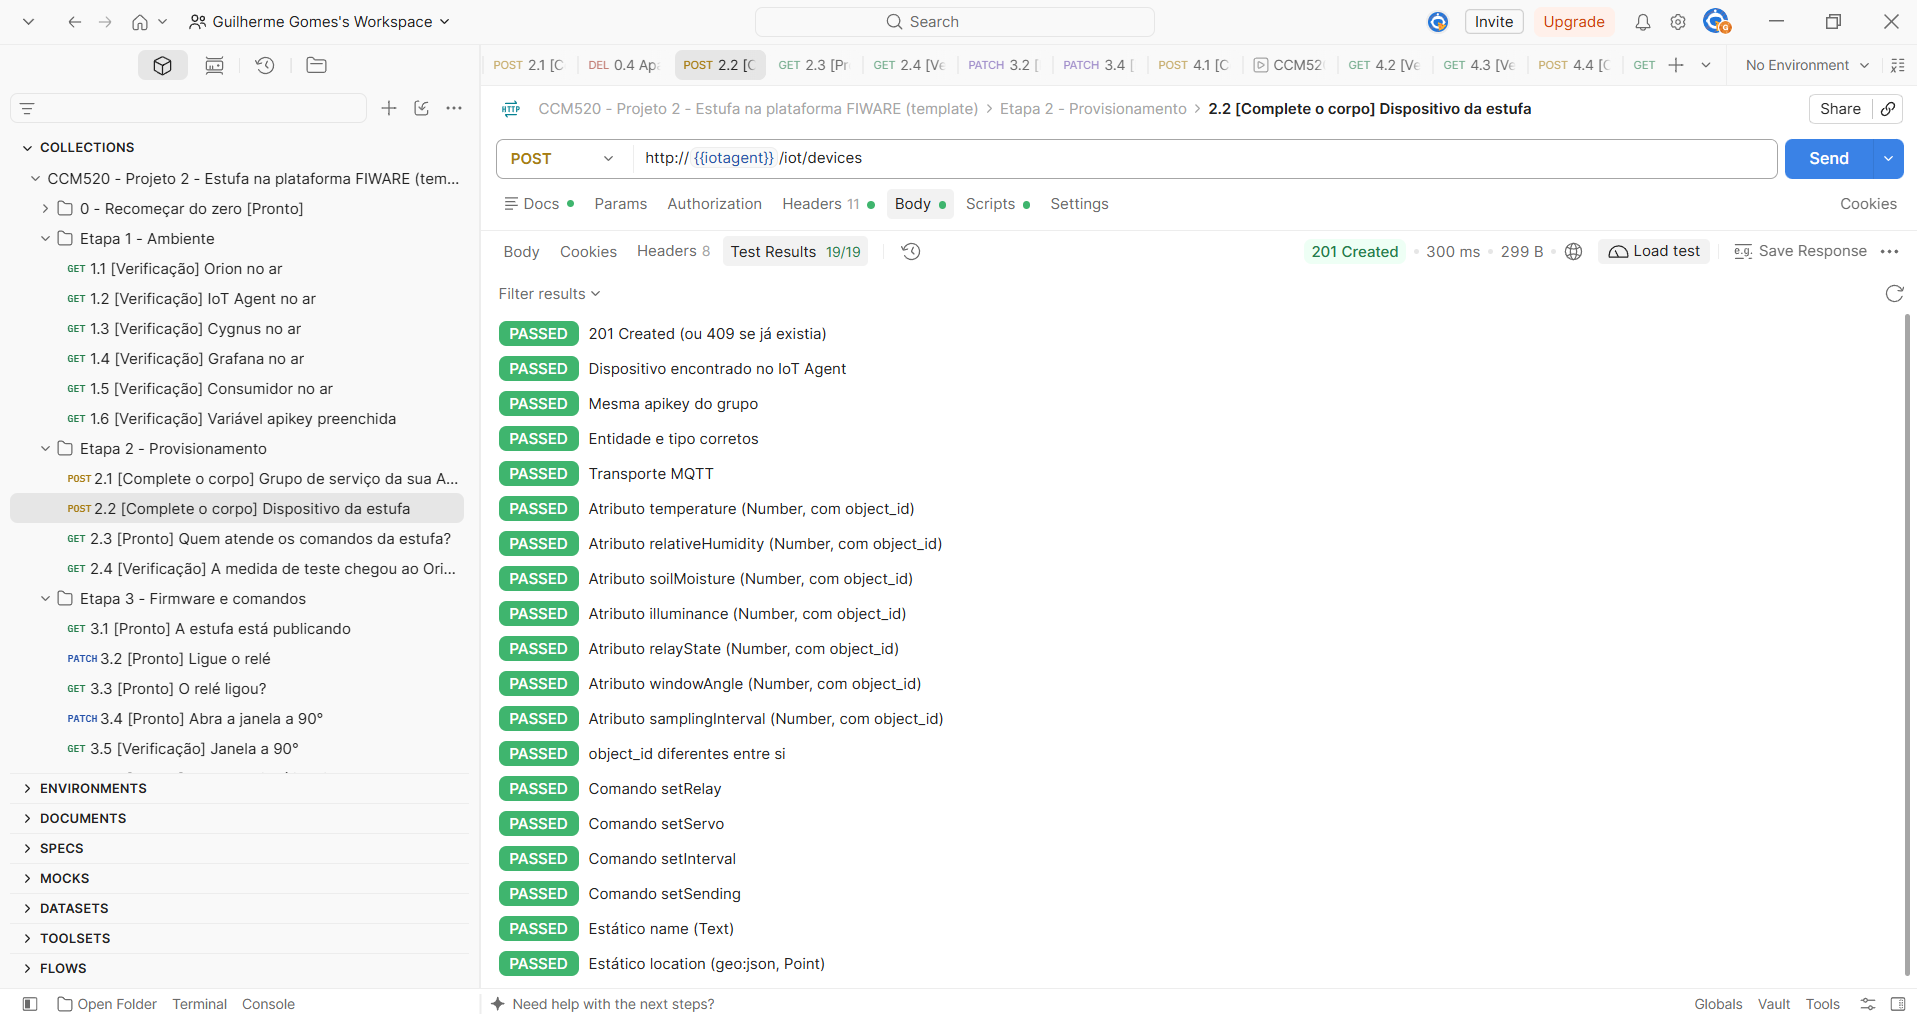 Guilherme Gomes's Workspace
Search
Invite
Upgrade
POST 2.1 [C
DEL 0.4 Apa
POST 2.2 [C
GET 2.3 [Pr
GET 2.4 [Ve
PATCH 3.2 [
PATCH 3.4 [
POST 4.1 [C
CCM52
GET 4.2 [Ve
GET 4.3 [Ve
POST 4.4 [C
GET
No Environment
COLLECTIONS
CCM520 - Projeto 2 - Estufa na plataforma FIWARE (tem...
0 - Recomeçar do zero [Pronto]
Etapa 1 - Ambiente
GET 1.1 [Verificação] Orion no ar
GET 1.2 [Verificação] IoT Agent no ar
GET 1.3 [Verificação] Cygnus no ar
GET 1.4 [Verificação] Grafana no ar
GET 1.5 [Verificação] Consumidor no ar
GET 1.6 [Verificação] Variável apikey preenchida
Etapa 2 - Provisionamento
POST 2.1 [Complete o corpo] Grupo de serviço da sua A...
POST 2.2 [Complete o corpo] Dispositivo da estufa
GET 2.3 [Pronto] Quem atende os comandos da estufa?
GET 2.4 [Verificação] A medida de teste chegou ao Ori...
Etapa 3 - Firmware e comandos
GET 3.1 [Pronto] A estufa está publicando
PATCH 3.2 [Pronto] Ligue o relé
GET 3.3 [Pronto] O relé ligou?
PATCH 3.4 [Pronto] Abra a janela a 90°
GET 3.5 [Verificação] Janela a 90°
ENVIRONMENTS
DOCUMENTS
SPECS
MOCKS
DATASETS
TOOLSETS
FLOWS
HTTP
CCM520 - Projeto 2 - Estufa na plataforma FIWARE (template) > Etapa 2 - Provisionamento > 2.2 [Complete o corpo] Dispositivo da estufa
Share
POST
http:// {{iotagent}} /iot/devices
Send
Docs
Params
Authorization
Headers 11
Body
Scripts
Settings
Cookies
Body
Cookies
Headers 8
Test Results 19/19
201 Created
300 ms
299 B
Load test
e.g. Save Response
Filter results
PASSED 201 Created (ou 409 se já existia)
PASSED Dispositivo encontrado no IoT Agent
PASSED Mesma apikey do grupo
PASSED Entidade e tipo corretos
PASSED Transporte MQTT
PASSED Atributo temperature (Number, com object_id)
PASSED Atributo relativeHumidity (Number, com object_id)
PASSED Atributo soilMoisture (Number, com object_id)
PASSED Atributo illuminance (Number, com object_id)
PASSED Atributo relayState (Number, com object_id)
PASSED Atributo windowAngle (Number, com object_id)
PASSED Atributo samplingInterval (Number, com object_id)
PASSED object_id diferentes entre si
PASSED Comando setRelay
PASSED Comando setServo
PASSED Comando setInterval
PASSED Comando setSending
PASSED Estático name (Text)
PASSED Estático location (geo:json, Point)
Open Folder
Terminal
Console
Need help with the next steps?
Globals
Vault
Tools